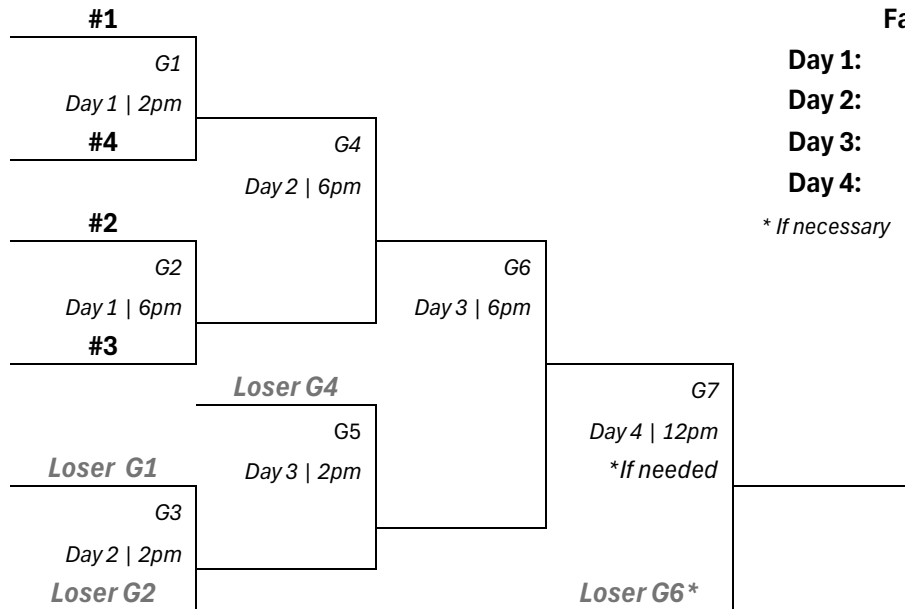 #1
G1
Day 1 | 2pm
#4
G4
Day 2 | 6pm
#2
G2
Day 1 | 6pm
#3
G6
Day 3 | 6pm
Loser G4
G5
Day 3 | 2pm
G7
Day 4 | 12pm
*If needed
Loser G1
G3
Day 2 | 2pm
Loser G2
Loser G6*
Fa
Day 1:
Day 2:
Day 3:
Day 4:
* If necessary